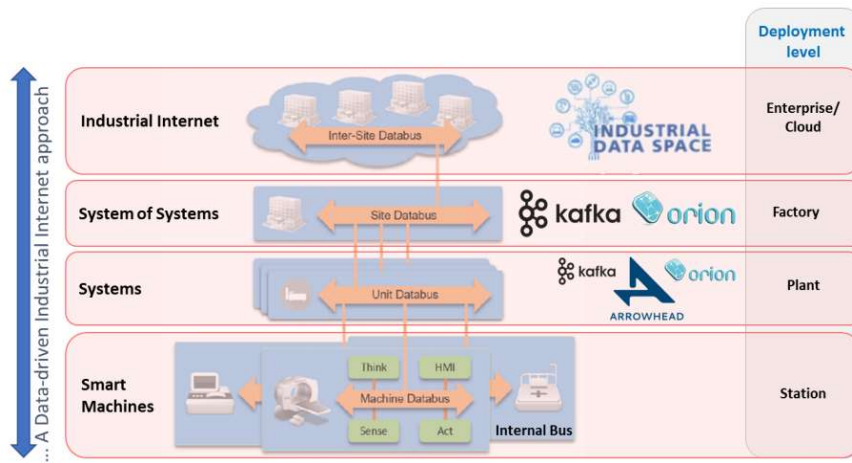 Deployment
level
... A Data-driven Industrial Internet approach
Industrial Internet
Inter-Site Databus
INDUSTRIAL
DATA SPACE
Enterprise/
Cloud
System of Systems
Site Databus
kafka
orion
Factory
Systems
Unit Databus
kafka
orion
ARROWHEAD
Plant
Smart
Machines
Think
HMI
Machine Databus
Sense
Act
Internal Bus
Station